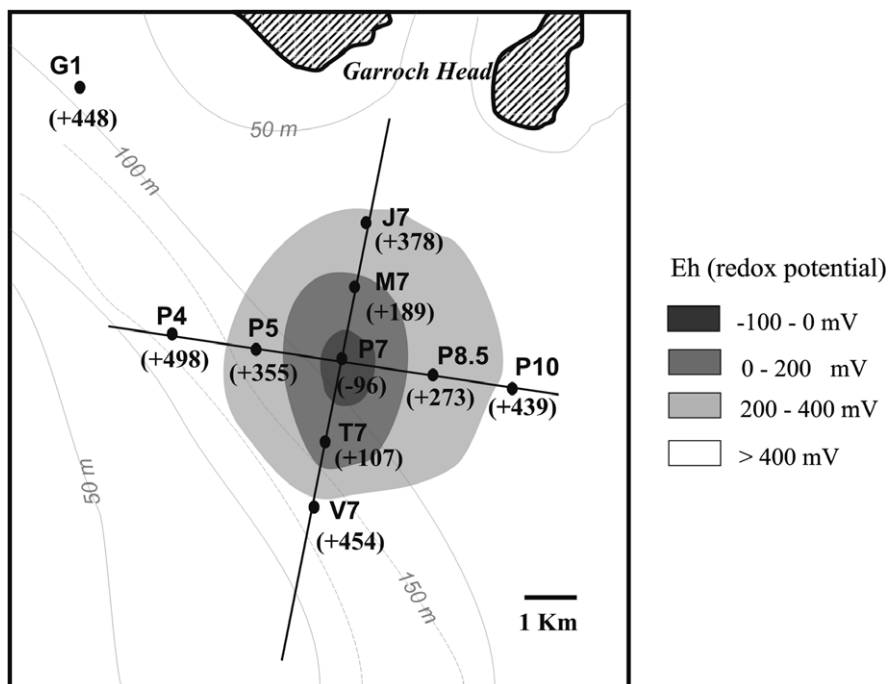 G1
(+448)
Garroch Head
50 m
100 m
J7
(+378)
M7
(+189)
P4
(+498)
P5
(+355)
P7
(-96)
P8.5
(+273)
P10
(+439)
T7
(+107)
V7
(+454)
50 m
150 m
1 Km
Eh (redox potential)
-100 - 0 mV
0 - 200 mV
200 - 400 mV
> 400 mV